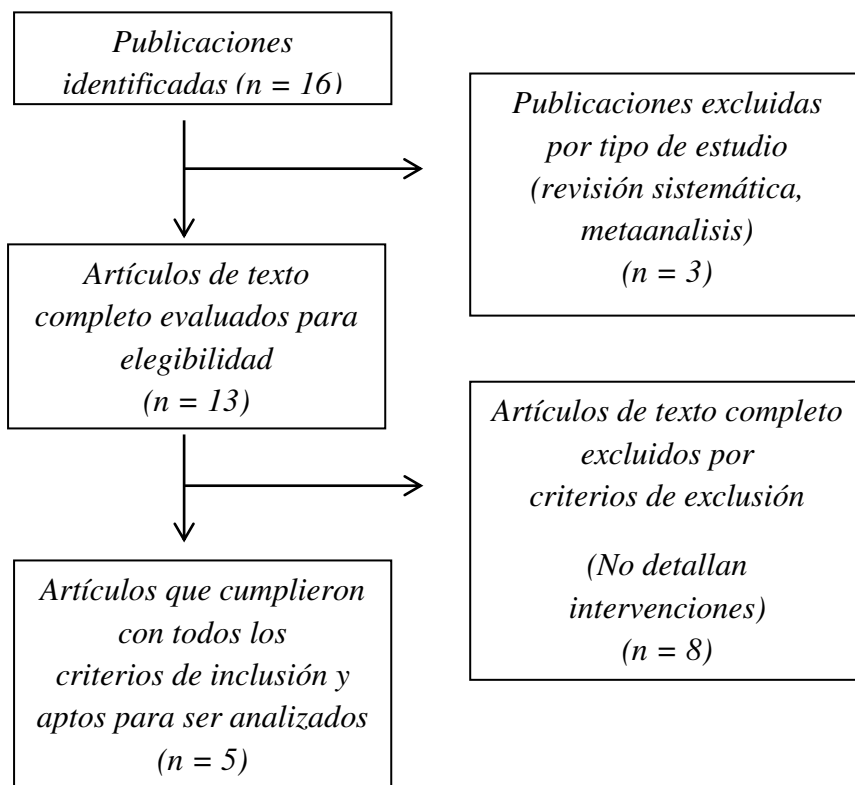 Publicaciones
identificadas (n = 16)
Publicaciones excluidas
por tipo de estudio
(revisión sistemática,
metaanalisis)
(n = 3)
Artículos de texto
completo evaluados para
elegibilidad
(n = 13)
Artículos de texto completo
excluidos por
criterios de exclusión
(No detallan
intervenciones)
(n = 8)
Artículos que cumplieron
con todos los
criterios de inclusión y
aptos para ser analizados
(n = 5)